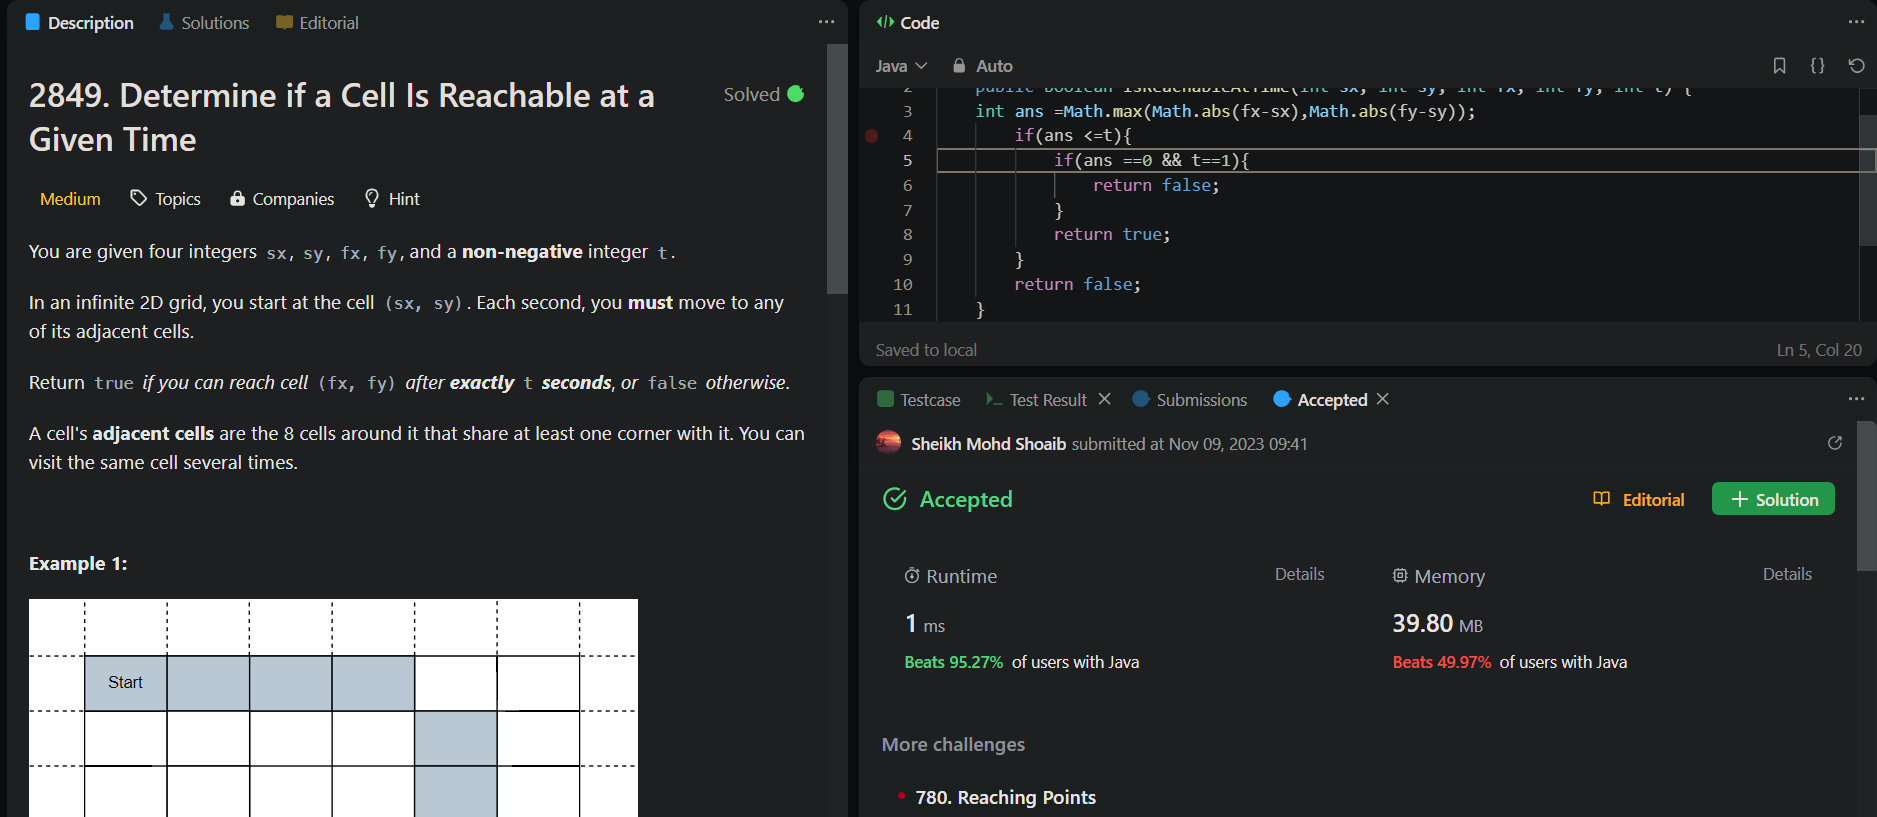 Description Solutions Editorial
2849. Determine if a Cell Is Reachable at a
Given Time
Solved
Medium Topics Companies Hint
You are given four integers sx, sy, fx, fy, and a non-negative integer t.
In an infinite 2D grid, you start at the cell (sx, sy). Each second, you must move to any
of its adjacent cells.
Return true if you can reach cell (fx, fy) after exactly t seconds, or false otherwise.
A cell's adjacent cells are the 8 cells around it that share at least one corner with it. You can
visit the same cell several times.
Example 1:
Start
</> Code
Java Auto
2 public boolean isReachableAtTime(int sx, int sy, int fx, int fy, int t) {
3 int ans =Math.max(Math.abs(fx-sx),Math.abs(fy-sy));
4 if(ans <=t){
5 if(ans ==0 && t==1){
6 return false;
7 }
8 return true;
9 }
10 return false;
11 }
Saved to local Ln 5, Col 20
Testcase Test Result Submissions Accepted
Sheikh Mohd Shoaib submitted at Nov 09, 2023 09:41
Accepted
Editorial + Solution
Runtime Details
1 ms
Beats 95.27% of users with Java
Memory Details
39.80 MB
Beats 49.97% of users with Java
More challenges
780. Reaching Points